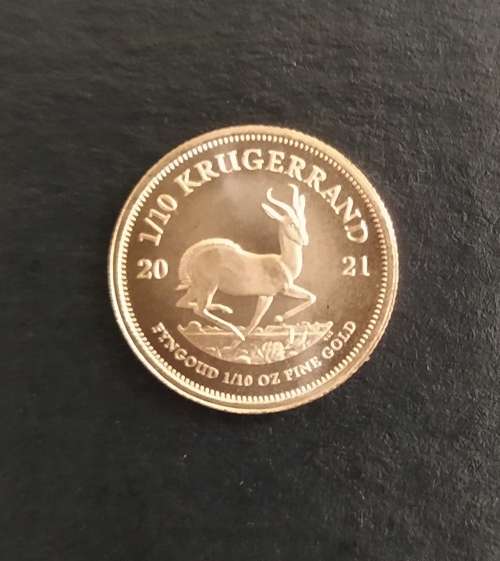 1/10 KRUGERRAND
20 21
FYNGOUD 1/10 OZ FINE GOLD